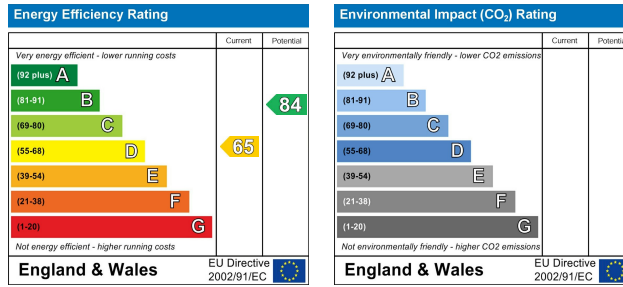 Energy Efficiency Rating
Current Potential
Very energy efficient - lower running costs
(92 plus) A
(81-91) B
(69-80) C
(55-68) D
(39-54) E
(21-38) F
(1-20) G
65
84
Not energy efficient - higher running costs
England & Wales
EU Directive
2002/91/EC
Environmental Impact (CO₂) Rating
Current Potential
Very environmentally friendly - lower CO2 emissions
(92 plus) A
(81-91) B
(69-80) C
(55-68) D
(39-54) E
(21-38) F
(1-20) G
Not environmentally friendly - higher CO2 emissions
England & Wales
EU Directive
2002/91/EC